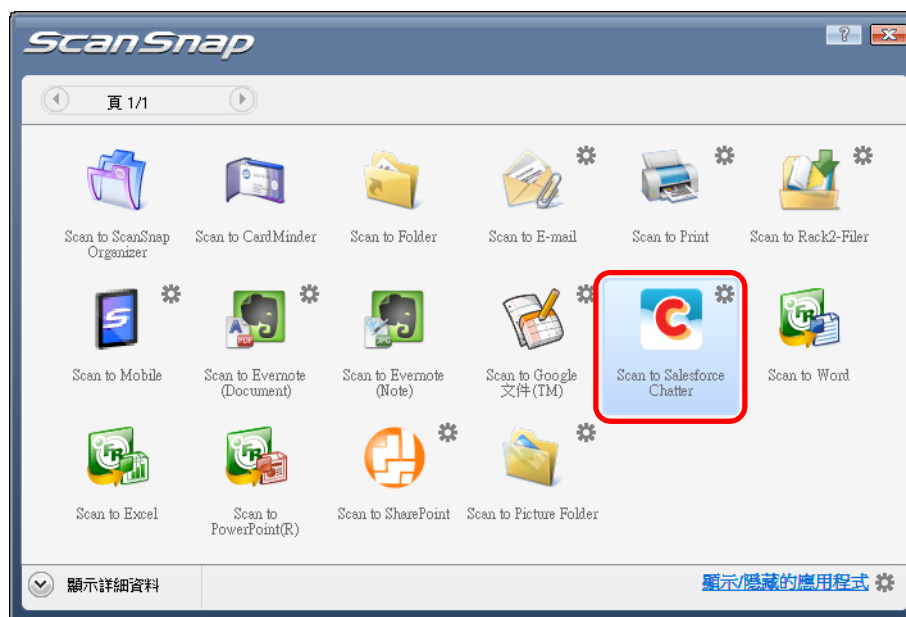 ScanSnap
?
頁 1/1
Scan to ScanSnap
Organizer
Scan to CardMinder
Scan to Folder
Scan to E-mail
Scan to Print
Scan to Rack2-Filer
Scan to Mobile
Scan to Evernote
(Document)
Scan to Evernote
(Note)
Scan to Google
文件(TM)
Scan to Salesforce
Chatter
Scan to Word
Scan to Excel
Scan to
PowerPoint(R)
Scan to SharePoint
Scan to Picture Folder
顯示詳細資料
顯示/隱藏的應用程式